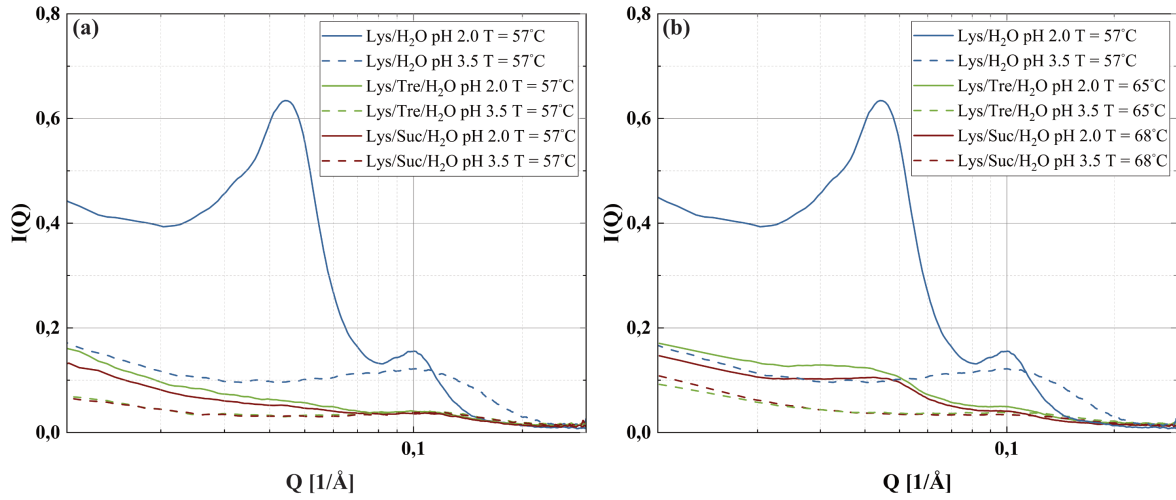 (a)
Lys/H₂O pH 2.0 T = 57°C
Lys/H₂O pH 3.5 T = 57°C
Lys/Tre/H₂O pH 2.0 T = 57°C
Lys/Tre/H₂O pH 3.5 T = 57°C
Lys/Suc/H₂O pH 2.0 T = 57°C
Lys/Suc/H₂O pH 3.5 T = 57°C
I(Q)
0,8
0,6
0,4
0,2
0,0
0,1
Q [1/Å]
(b)
Lys/H₂O pH 2.0 T = 57°C
Lys/H₂O pH 3.5 T = 57°C
Lys/Tre/H₂O pH 2.0 T = 65°C
Lys/Tre/H₂O pH 3.5 T = 65°C
Lys/Suc/H₂O pH 2.0 T = 68°C
Lys/Suc/H₂O pH 3.5 T = 68°C
I(Q)
0,8
0,6
0,4
0,2
0,0
0,1
Q [1/Å]